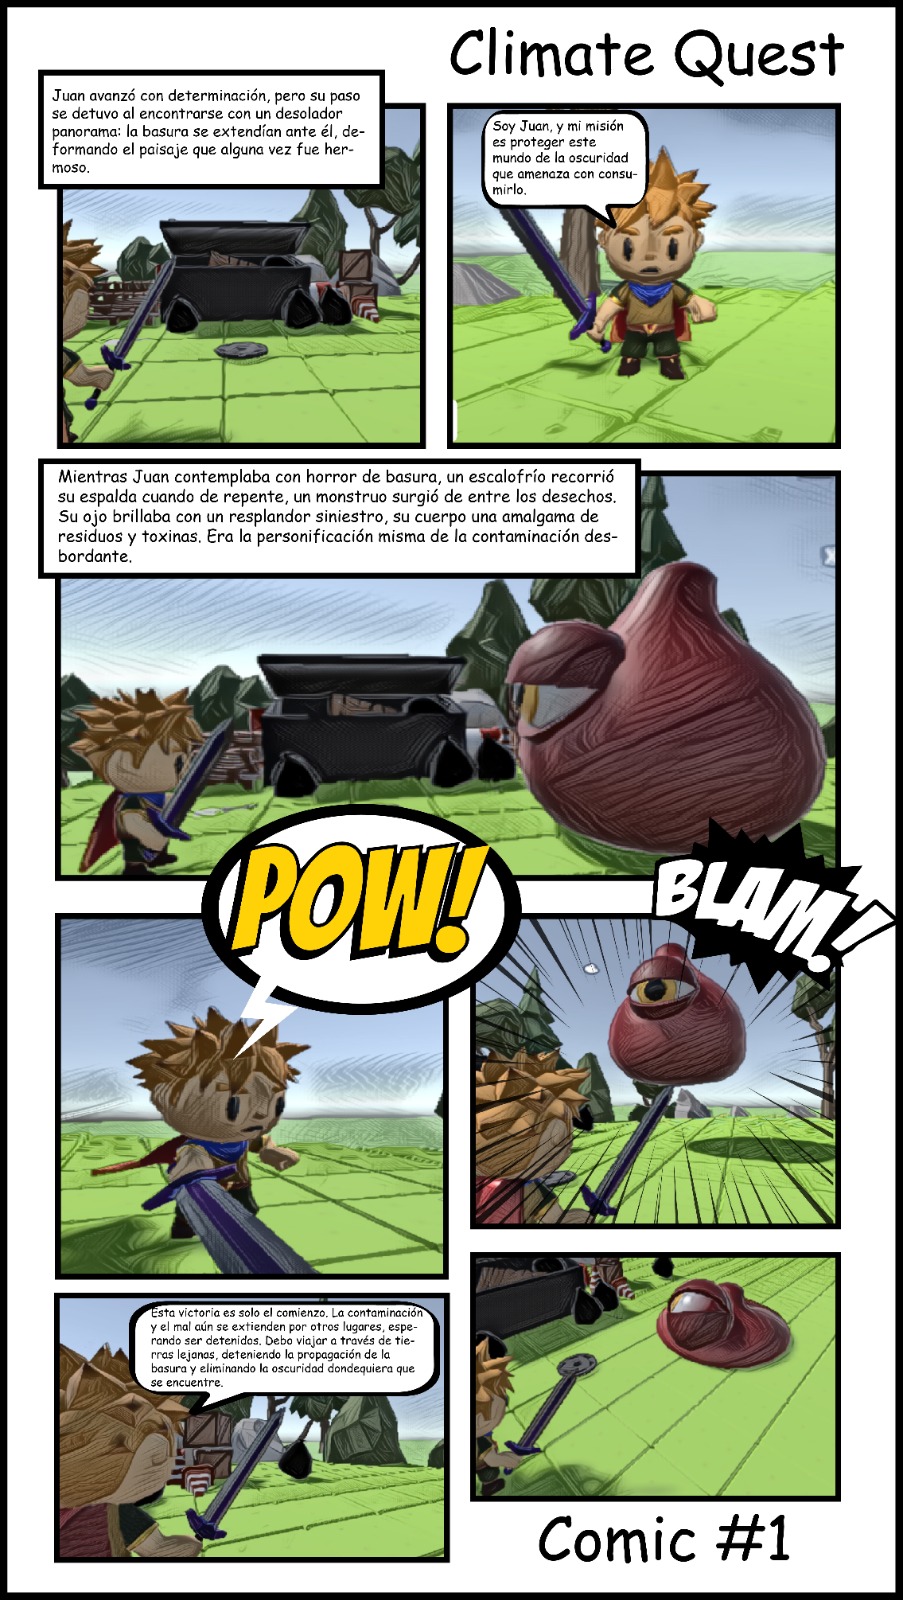 Climate Quest
Juan avanzó con determinación, pero su paso
se detuvo al encontrarse con un desolador
panorama: la basura se extendían ante él, de-
formando el paisaje que alguna vez fue her-
moso.
Soy Juan, y mi misión
es proteger este
mundo de la oscuridad
que amenaza con consu-
mirlo.
Mientras Juan contemplaba con horror de basura, un escalofrío recorrió
su espalda cuando de repente, un monstruo surgió de entre los desechos.
Su ojo brillaba con un resplandor siniestro, su cuerpo una amalgama de
residuos y toxinas. Era la personificación misma de la contaminación des-
bordante.
POW!
BLAM!
Esta victoria es solo el comienzo. La contaminación
y el mal aún se extienden por otros lugares, espe-
rando ser detenidas. Debo viajar a través de tie-
rras lejanas, deteniendo la propagación de la
basura y eliminando la oscuridad dondequiera que
se encuentre.
Comic #1